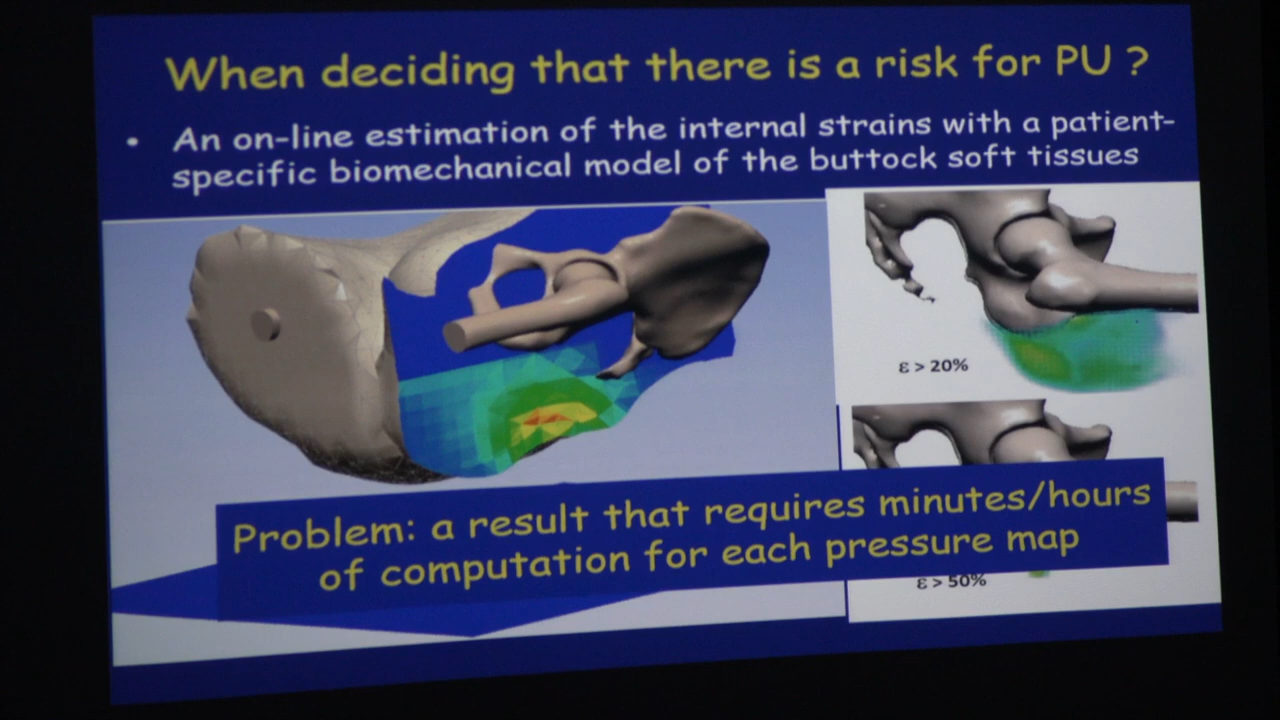 When deciding that there is a risk for PU ?
• An on-line estimation of the internal strains with a patient-
specific biomechanical model of the buttock soft tissues
ε > 20%
Problem: a result that requires minutes/hours
of computation for each pressure map
ε > 50%